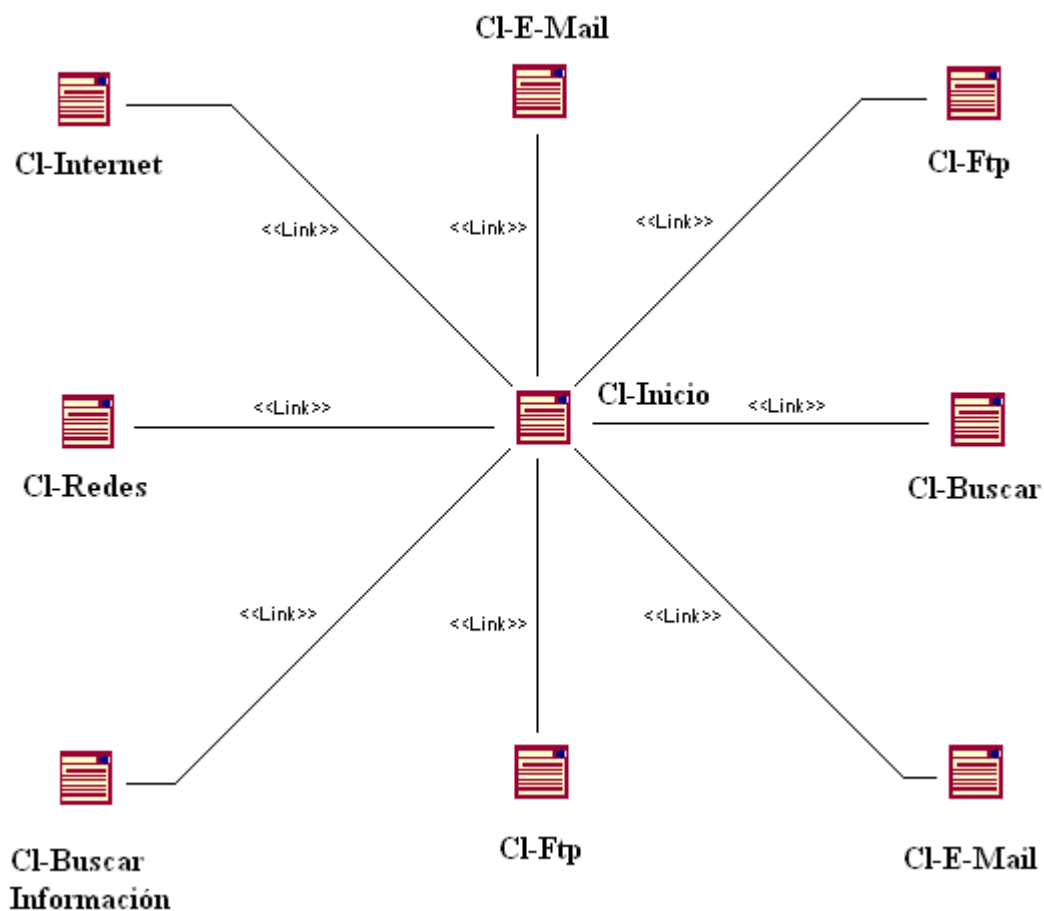 Cl-E-Mail
Cl-Internet
Cl-Ftp
<<Link>>
<<Link>>
<<Link>>
Cl-Inicio
<<Link>>
<<Link>>
Cl-Redes
Cl-Buscar
<<Link>>
<<Link>>
<<Link>>
Cl-Buscar
Información
Cl-Ftp
Cl-E-Mail